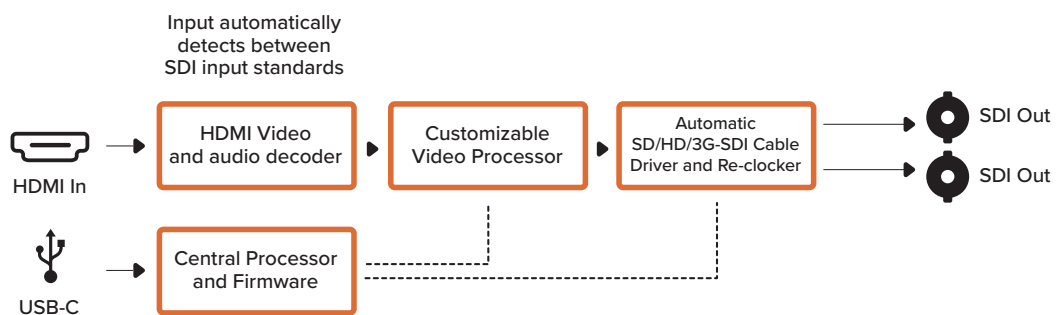 Input automatically
detects between
SDI input standards
HDMI In
HDMI Video
and audio decoder
Customizable
Video Processor
Automatic
SD/HD/3G-SDI Cable
Driver and Re-clocker
SDI Out
SDI Out
USB-C
Central Processor
and Firmware